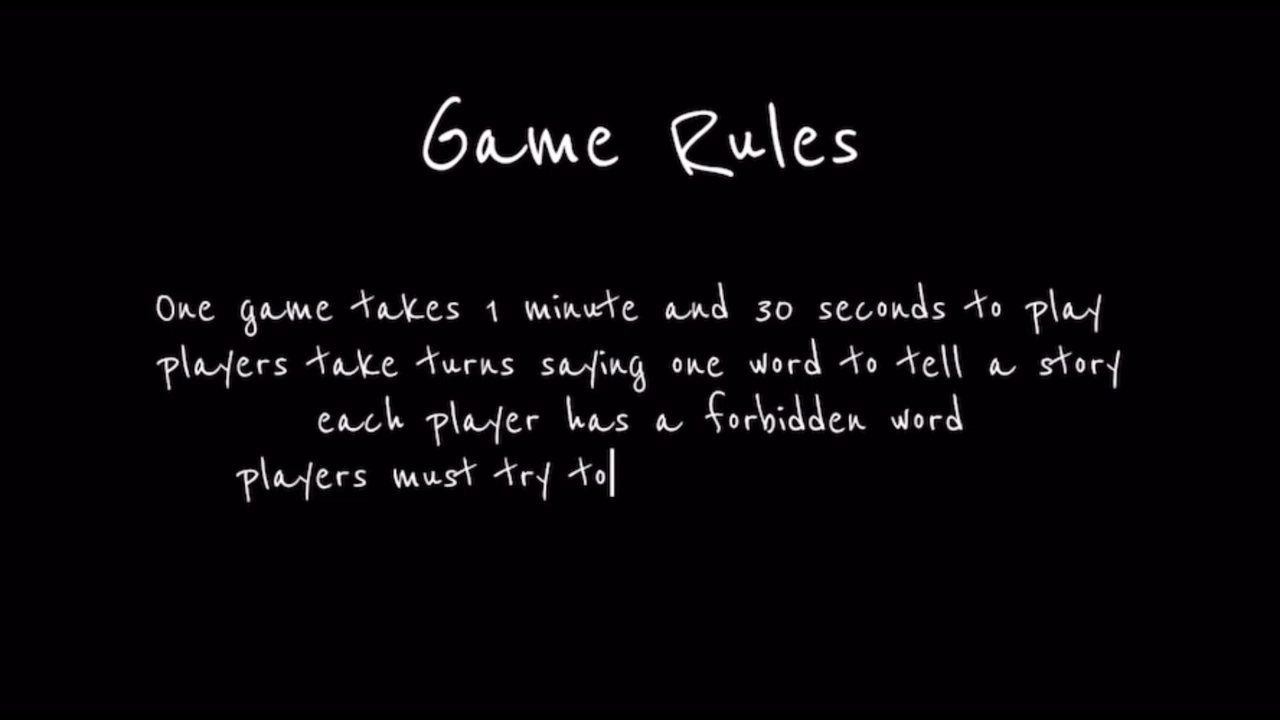 Game Rules
One game takes 1 minute and 30 seconds to play
players take turns saying one word to tell a story
each player has a forbidden word
players must try to